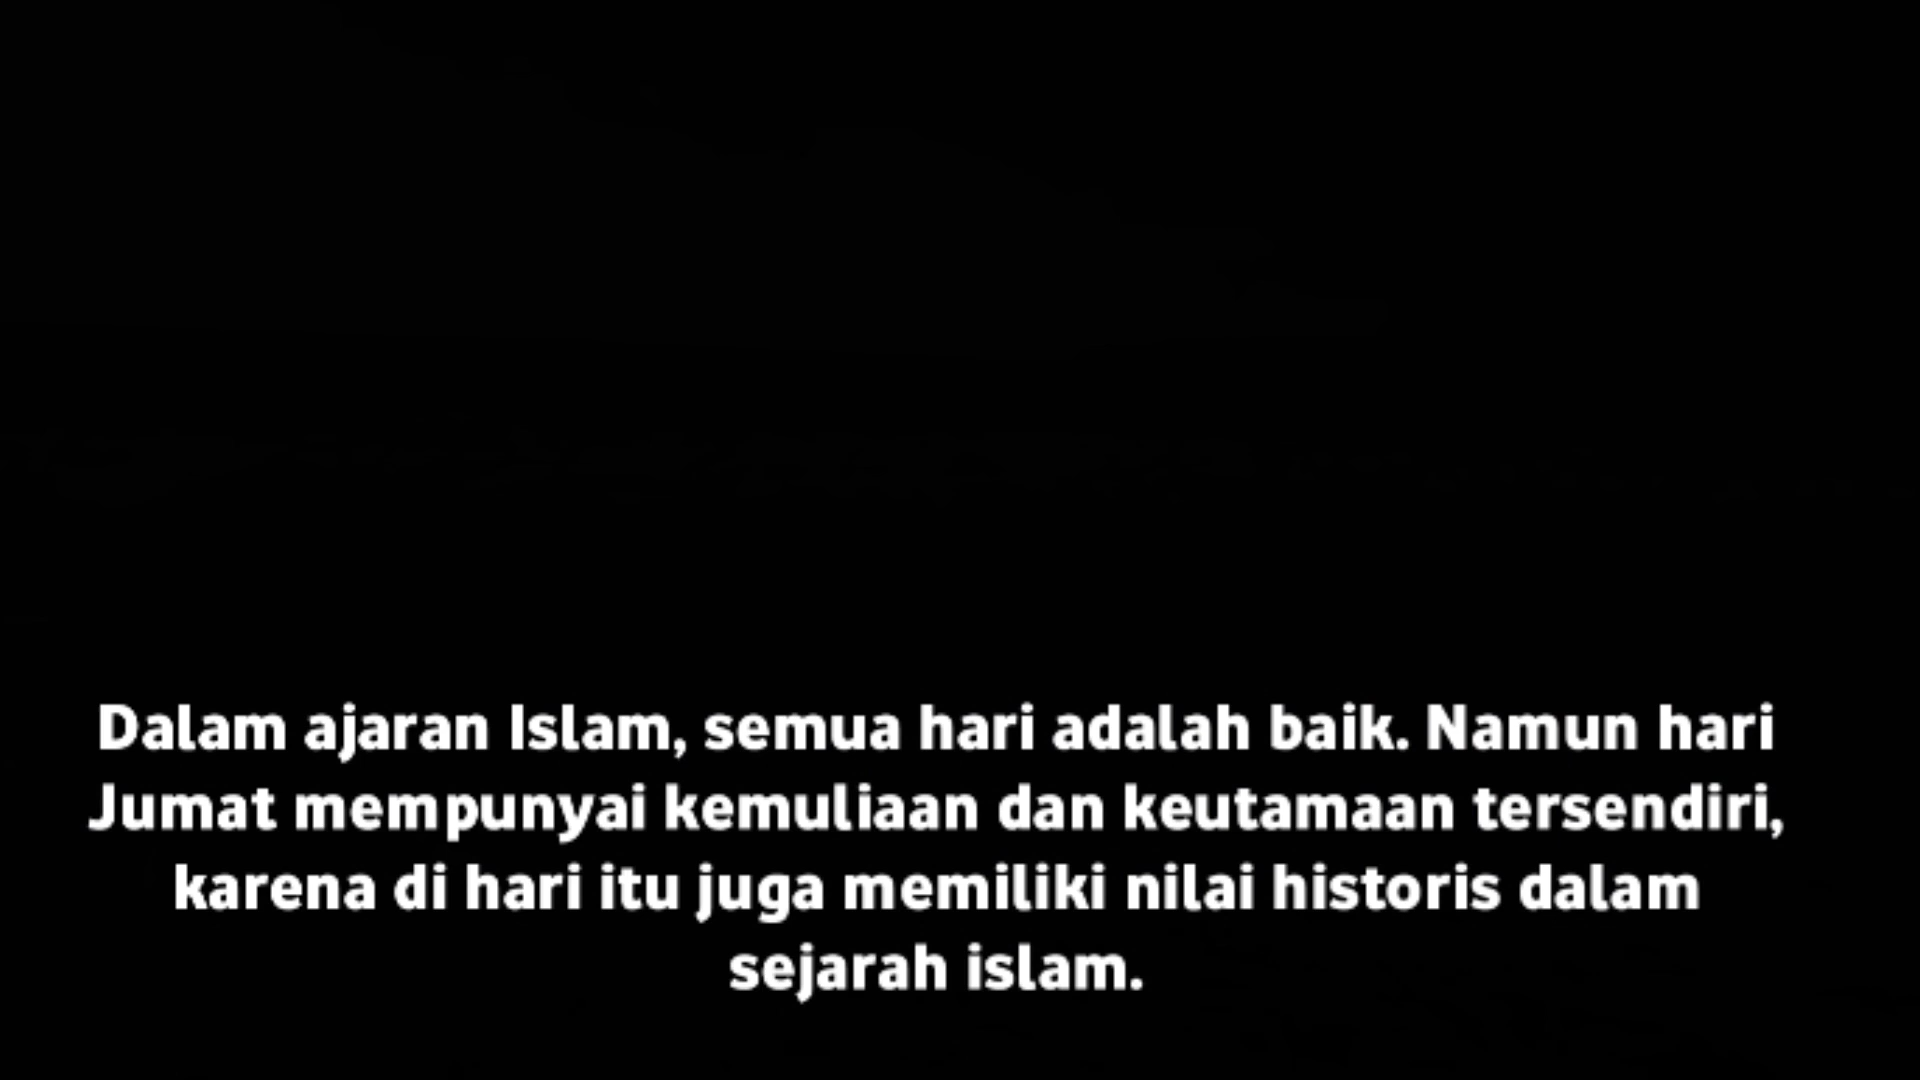 Dalam ajaran Islam, semua hari adalah baik. Namun hari
Jumat mempunyai kemuliaan dan keutamaan tersendiri,
karena di hari itu juga memiliki nilai historis dalam
sejarah islam.